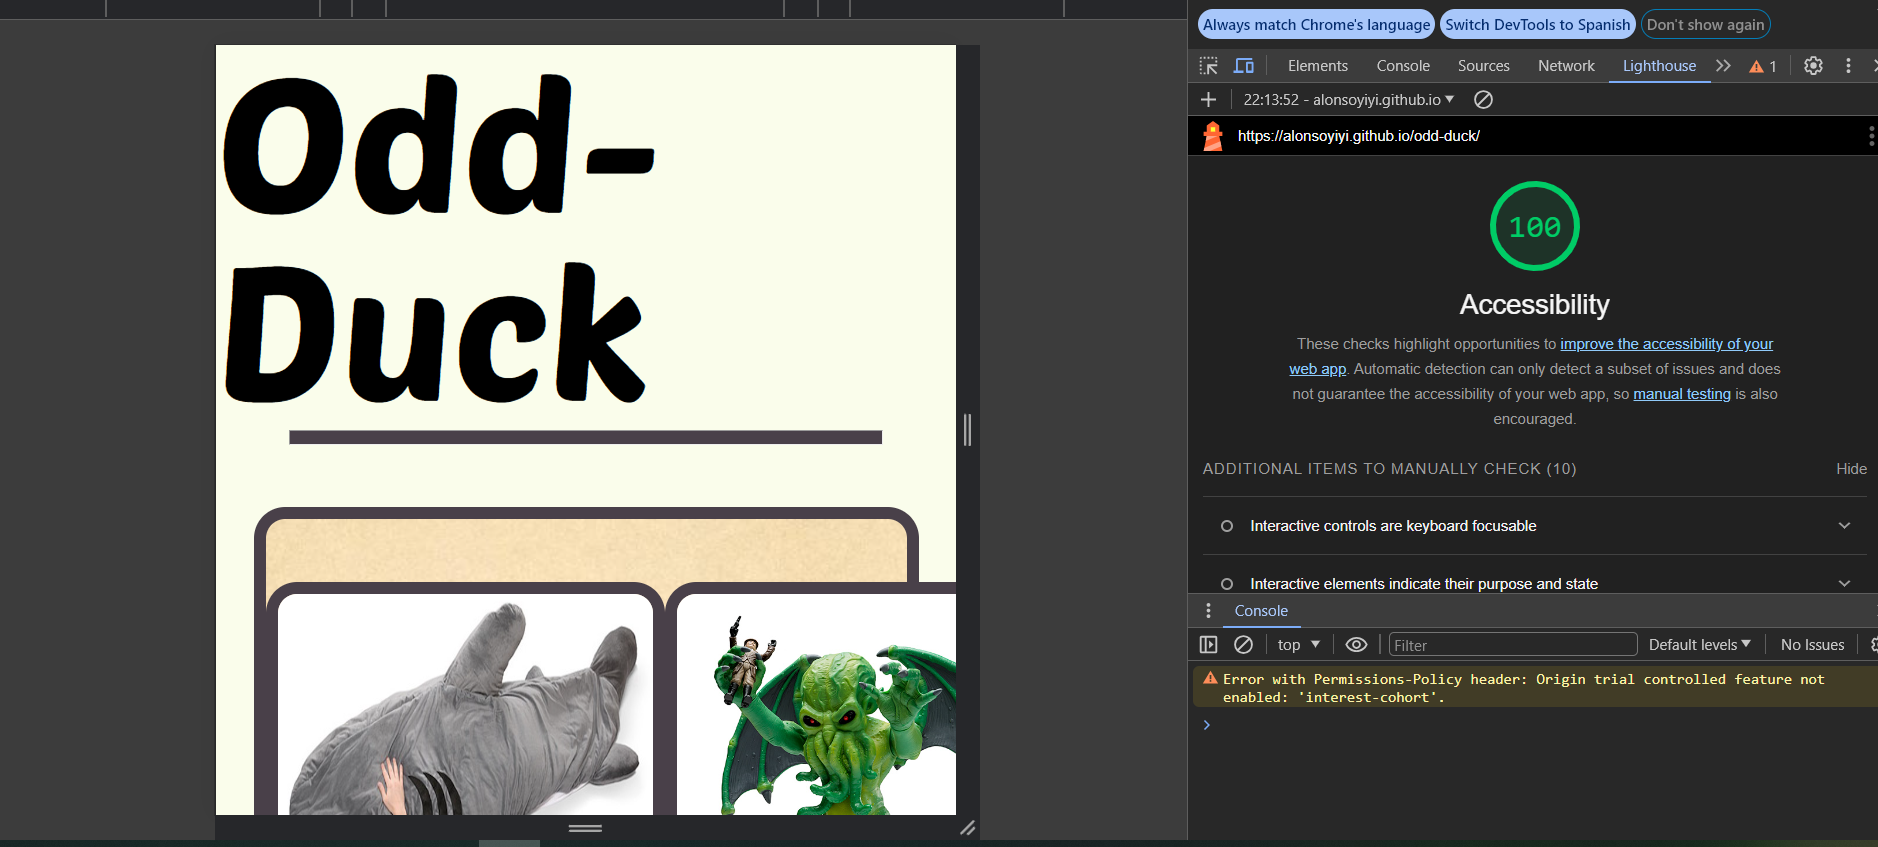 Odd-
Duck
Always match Chrome's language
Switch DevTools to Spanish
Don't show again
Elements
Console
Sources
Network
Lighthouse
1
22:13:52 - alonsoyiyi.github.io
https://alonsoyiyi.github.io/odd-duck/
100
Accessibility
These checks highlight opportunities to improve the accessibility of your
web app. Automatic detection can only detect a subset of issues and does
not guarantee the accessibility of your web app, so manual testing is also
encouraged.
ADDITIONAL ITEMS TO MANUALLY CHECK (10)
Hide
Interactive controls are keyboard focusable
Interactive elements indicate their purpose and state
Console
top
Filter
Default levels
No Issues
Error with Permissions-Policy header: Origin trial controlled feature not
enabled: 'interest-cohort'.